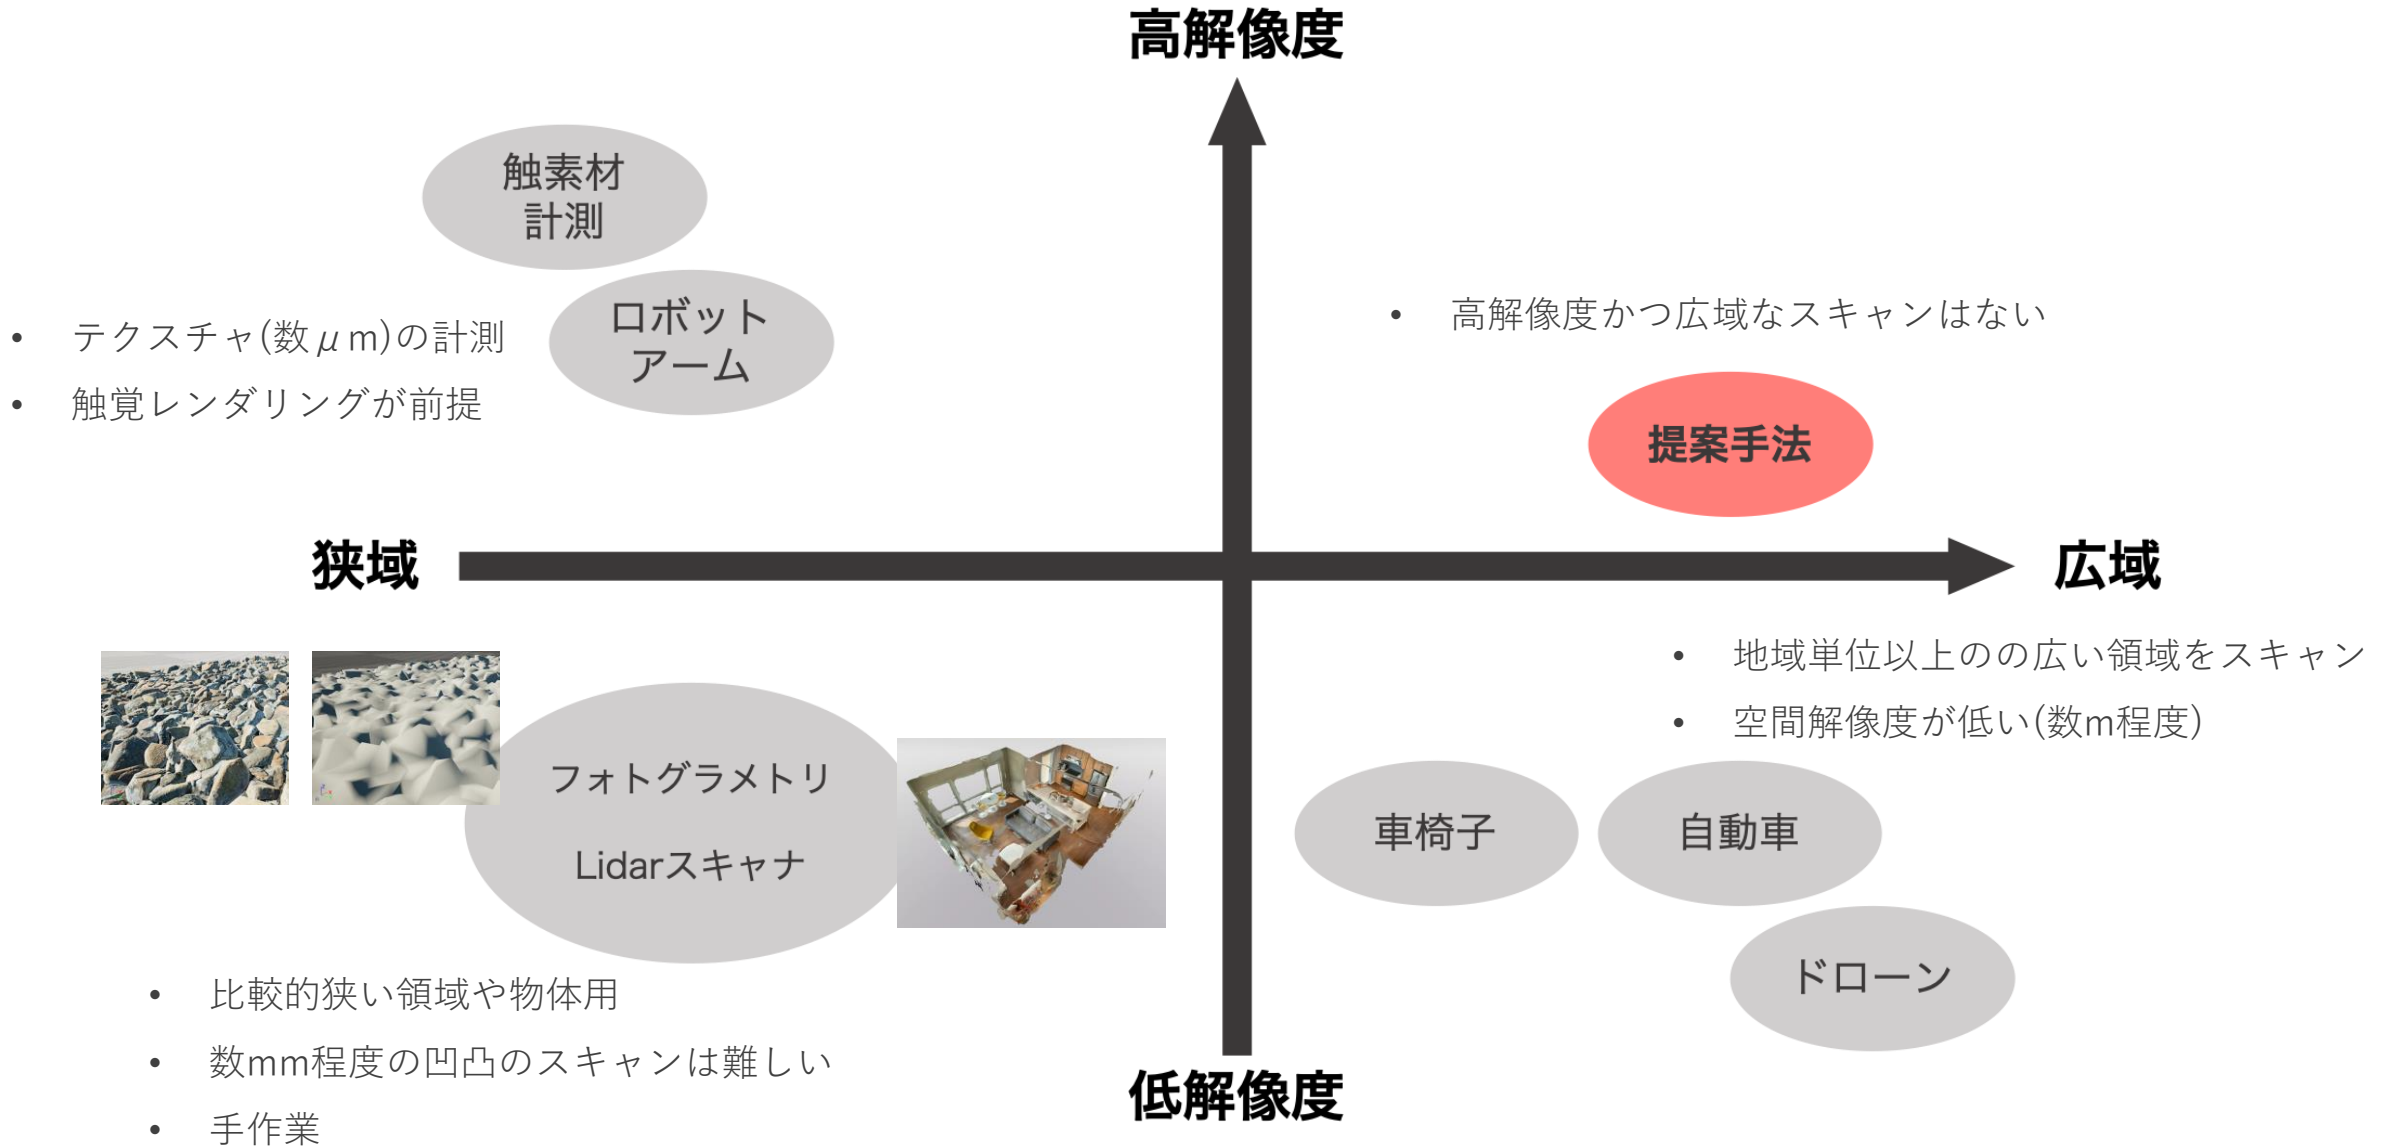 高解像度
触素材
計測
ロボット
アーム
• テクスチャ(数μm)の計測
• 触覚レンダリングが前提
• 高解像度かつ広域なスキャンはない
提案手法
狭域
広域
• 地域単位以上のの広い領域をスキャン
• 空間解像度が低い(数m程度)
フォトグラメトリ
Lidarスキャナ
車椅子
自動車
ドローン
• 比較的狭い領域や物体用
• 数mm程度の凹凸のスキャンは難しい
• 手作業
低解像度